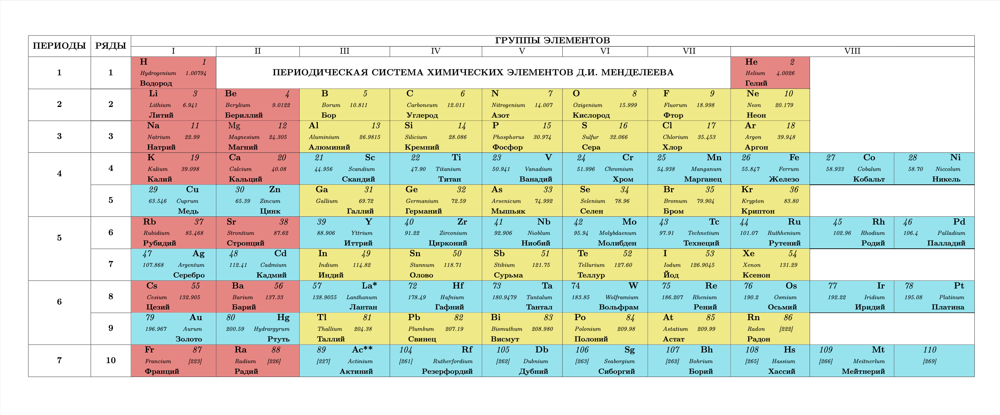 ПЕРИОДЫ РЯДЫ ГРУППЫ ЭЛЕМЕНТОВ
I II III IV V VI VII VIII
1 1 ПЕРИОДИЧЕСКАЯ СИСТЕМА ХИМИЧЕСКИХ ЭЛЕМЕНТОВ Д.И. МЕНДЕЛЕЕВА
H 1 He 2
Hydrogenium 1.00794 Helium 4.0026
Водород Гелий
2 2
Li 3 Be 4 B 5 C 6 N 7 O 8 F 9 Ne 10
Lithium 6.941 Berylium 9.0122 Borum 10.811 Carboneum 12.011 Nitrogenium 14.007 Oxigenium 15.999 Fluorum 18.998 Neon 20.179
Литий Бериллий Бор Углерод Азот Кислород Фтор Неон
3 3
Na 11 Mg 12 Al 13 Si 14 P 15 S 16 Cl 17 Ar 18
Natrium 22.99 Magnesium 24.305 Aluminium 26.9815 Silicium 28.086 Phosphorus 30.974 Sulfur 32.066 Chlorium 35.453 Argon 39.948
Натрий Магний Алюминий Кремний Фосфор Сера Хлор Аргон
4 4
K 19 Ca 20 21 Sc 22 Ti 23 V 24 Cr 25 Mn 26 Fe 27 Co 28 Ni
Kalium 39.098 Calcium 40.08 44.956 Scandium 47.90 Titanium 50.941 Vanadium 51.996 Chromium 54.938 Manganum 55.847 Ferrum 58.933 Cobalum 58.70 Niccolum
Калий Кальций Скандий Титан Ванадий Хром Марганец Железо Кобальт Никель
5
29 Cu 30 Zn Ga 31 Ge 32 As 33 Se 34 Br 35 Kr 36
63.546 Cuprum 65.39 Zincum Gallium 69.72 Germanium 72.59 Arsenicum 74.992 Selenium 78.96 Bromum 79.904 Krypton 83.80
Медь Цинк Галлий Германий Мышьяк Селен Бром Криптон
5 6
Rb 37 Sr 38 39 Y 40 Zr 41 Nb 42 Mo 43 Tc 44 Ru 45 Rh 46 Pd
Rubidium 85.468 Strontium 87.62 88.906 Yttrium 91.22 Zirconium 92.906 Nioblum 95.94 Molybdaenum 97.91 Technetium 101.07 Ruthhenium 102.96 Rhodium 106.4 Palladium
Рубидий Стронций Иттрий Цирконий Ниобий Молибден Технеций Рутений Родий Палладий
7
47 Ag 48 Cd In 49 Sn 50 Sb 51 Te 52 I 53 Xe 54
107.868 Argentum 112.41 Cadmium Indium 114.82 Stannum 118.71 Stibium 121.75 Tellurium 127.60 Iodum 126.9045 Xenon 131.29
Серебро Кадмий Индий Олово Сурьма Теллур Йод Ксенон
6 8
Cs 55 Ba 56 57 La* 72 Hf 73 Ta 74 W 75 Re 76 Os 77 Ir 78 Pt
Cesium 132.905 Barium 137.33 138.9055 Lanthanum 178.49 Hafnium 180.9479 Tantalum 183.85 Wolframium 186.207 Rhenium 190.2 Osmium 192.22 Iridium 195.08 Platinum
Цезий Барий Лантан Гафний Тантал Вольфрам Рений Осьмий Иридий Платина
9
79 Au 80 Hg Tl 81 Pb 82 Bi 83 Po 84 At 85 Rn 86
196.967 Aurum 200.59 Hydrargyrum Thallium 204.38 Plumbum 207.19 Bismuthum 208.980 Polonium 209.98 Astatium 209.99 Radon [222]
Золото Ртуть Таллий Свинец Висмут Полоний Астат Радон
7 10
Fr 87 Ra 88 89 Ac** 104 Rf 105 Db 106 Sg 107 Bh 108 Hs 109 Mt 110
Francium [223] Radium [226] [227] Actinium [261] Rutherfordium [262] Dubnium [263] Seaborgium [262] Bohrium [265] Hassium [266] Meitnerlum [269]
Франций Радий Актиний Резерфордий Дубний Сиборгий Борий Хассий Мейтнерий